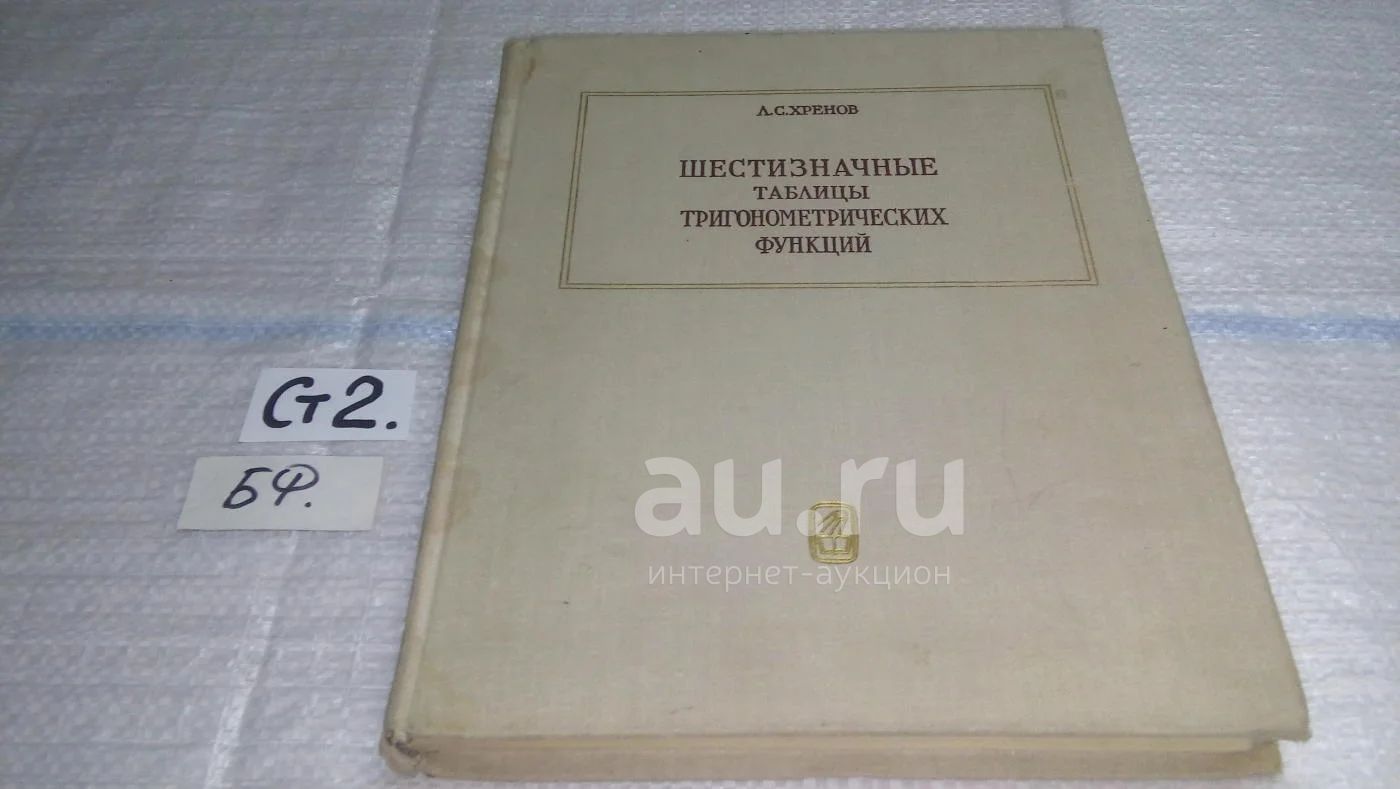 Л.С.ХРЕНОВ
ШЕСТИЗНАЧНЫЕ
ТАБЛИЦЫ
ТРИГОНОМЕТРИЧЕСКИХ
ФУНКЦИЙ
Ст2.
БФ.
au.ru
интернет-аукцион